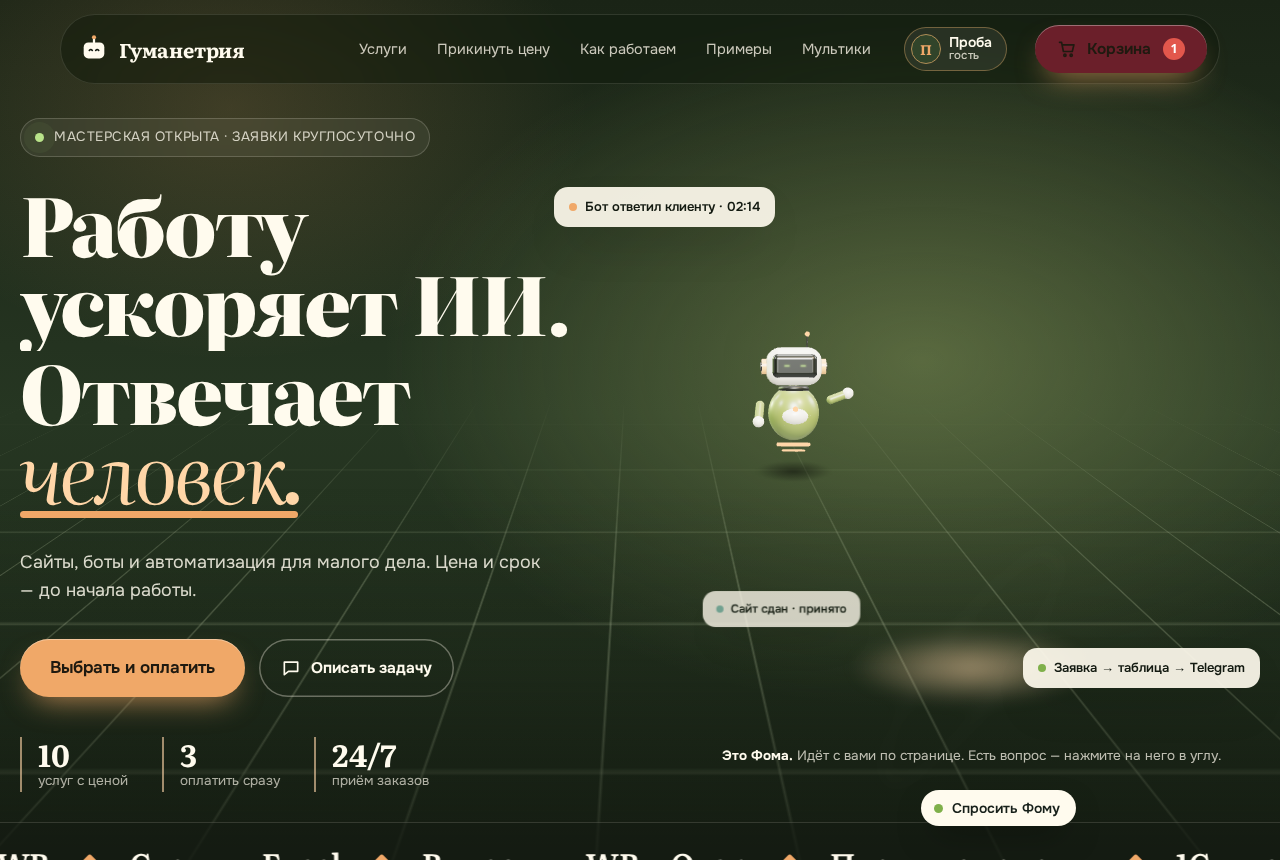 Гуманетрия
Услуги
Прикинуть цену
Как работаем
Примеры
Мультики
П
Проба
гость
Корзина
1
МАСТЕРСКАЯ ОТКРЫТА · ЗАЯВКИ КРУГЛОСУТОЧНО
Работу
ускоряет ИИ.
Отвечает
человек.
Бот ответил клиенту · 02:14
Сайты, боты и автоматизация для малого дела. Цена и срок
— до начала работы.
Сайт сдан · принято
Выбрать и оплатить
Описать задачу
Заявка → таблица → Telegram
10
услуг с ценой
3
оплатить сразу
24/7
приём заказов
Это Фома. Идёт с вами по странице. Есть вопрос — нажмите на него в углу.
Спросить Фому